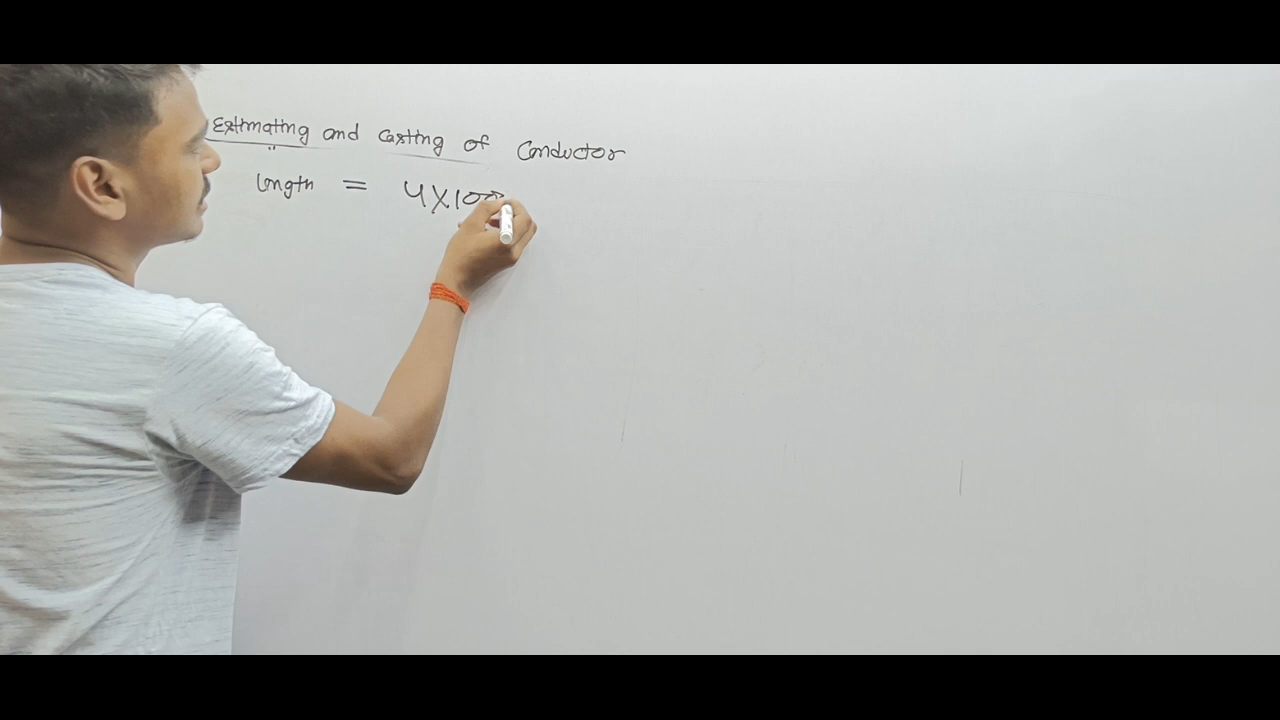 Estimating and Costing of Conductor
length = 4X100